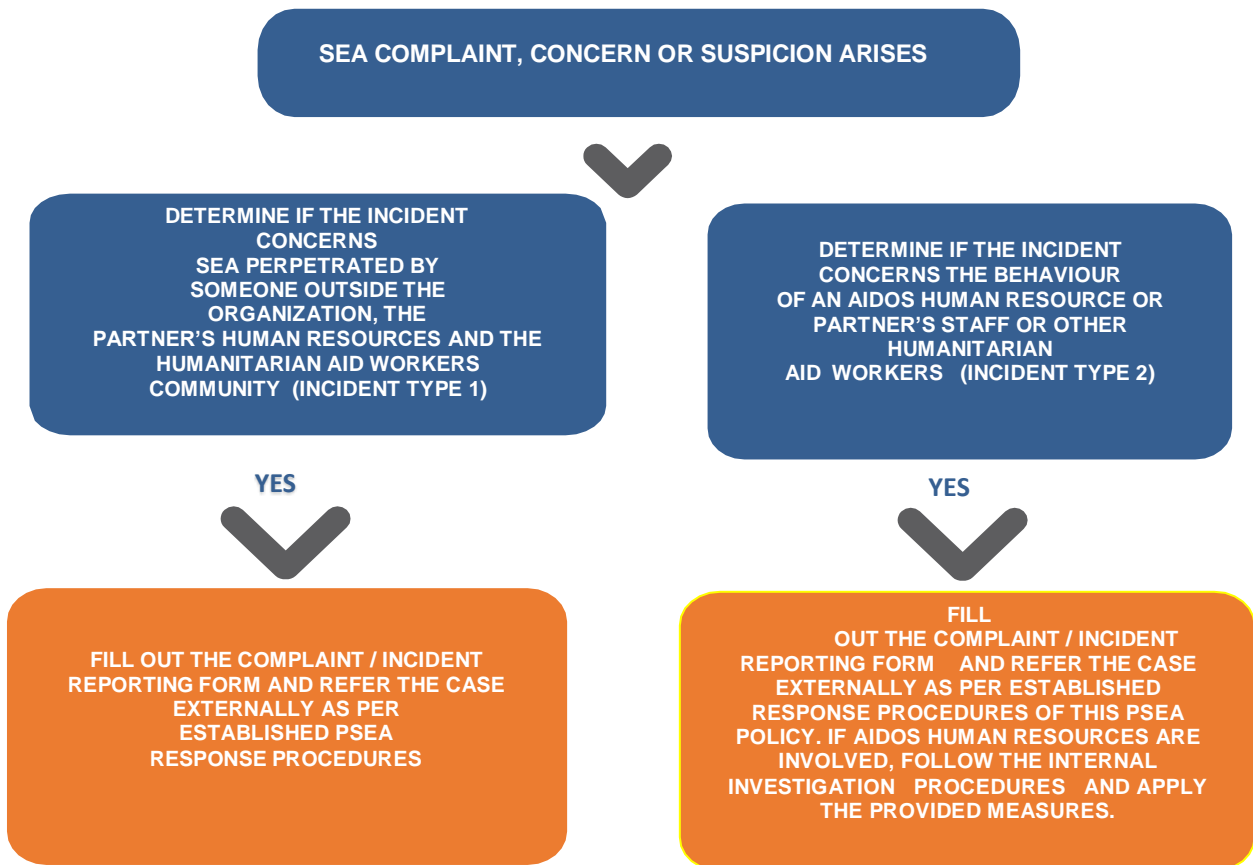 SEA COMPLAINT, CONCERN OR SUSPICION ARISES
DETERMINE IF THE INCIDENT
CONCERNS
SEA PERPETRATED BY
SOMEONE OUTSIDE THE
ORGANIZATION, THE
PARTNER’S HUMAN RESOURCES AND THE
HUMANITARIAN AID WORKERS
COMMUNITY (INCIDENT TYPE 1)
DETERMINE IF THE INCIDENT
CONCERNS THE BEHAVIOUR
OF AN AIDOS HUMAN RESOURCE OR
PARTNER’S STAFF OR OTHER
HUMANITARIAN
AID WORKERS (INCIDENT TYPE 2)
YES
YES
FILL OUT THE COMPLAINT / INCIDENT
REPORTING FORM AND REFER THE CASE
EXTERNALLY AS PER
ESTABLISHED PSEA
RESPONSE PROCEDURES
FILL
OUT THE COMPLAINT / INCIDENT
REPORTING FORM AND REFER THE CASE
EXTERNALLY AS PER ESTABLISHED
RESPONSE PROCEDURES OF THIS PSEA
POLICY. IF AIDOS HUMAN RESOURCES ARE
INVOLVED, FOLLOW THE INTERNAL
INVESTIGATION PROCEDURES AND APPLY
THE PROVIDED MEASURES.